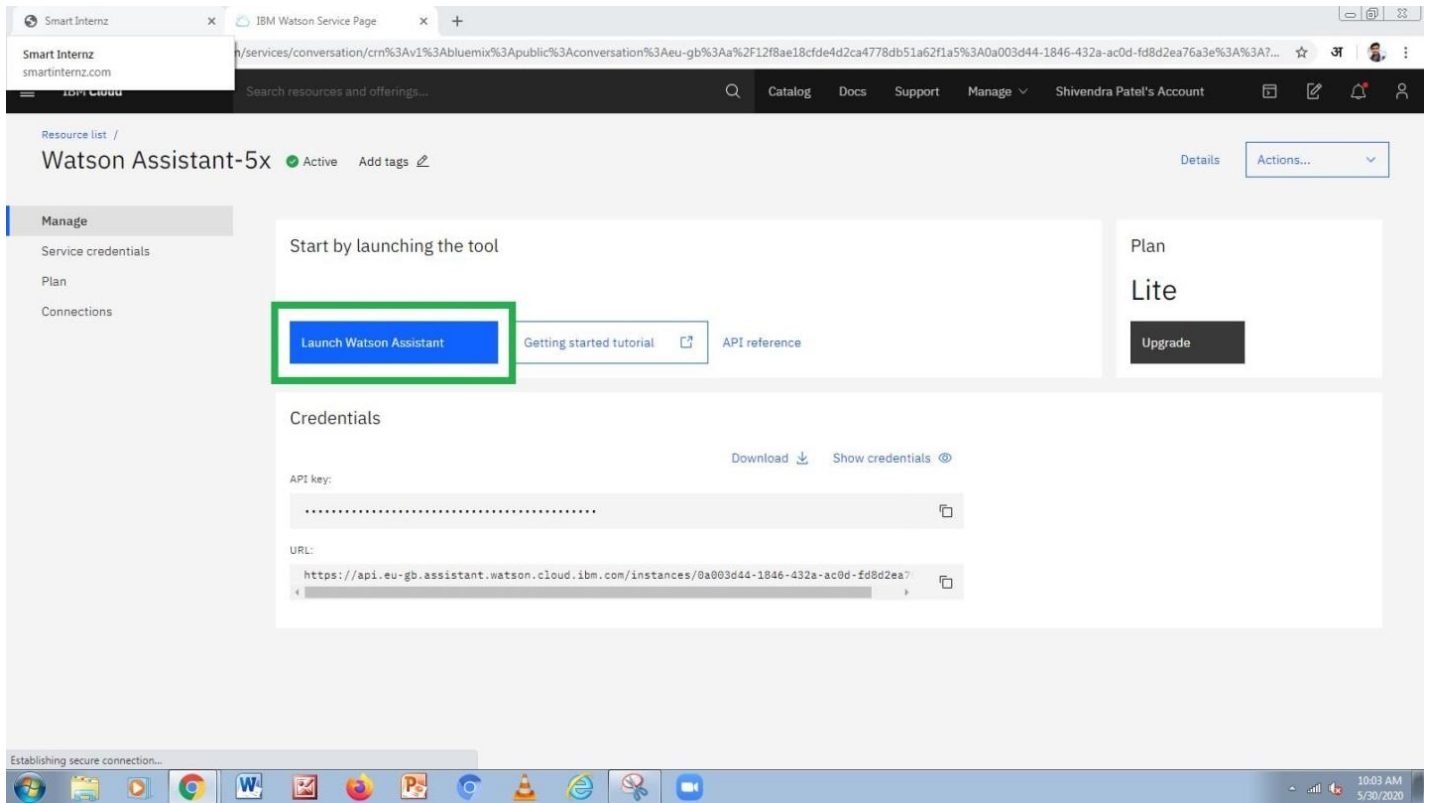 Smart Internz
IBM Watson Service Page
Smart Internz
smartinternz.com
/services/conversation/crn%3Av1%3Abluemix%3Apublic%3Aconversation%3Aeu-gb%3Aa%2F12f8ae18cfde4d2ca4778db51a62f1a5%3A0a003d44-1846-432a-ac0d-fd8d2ea76a3e%3A%3A?...
अ
IBM Cloud
Search resources and offerings...
Catalog
Docs
Support
Manage
Shivendra Patel's Account
Resource list /
Watson Assistant-5x
Active
Add tags
Details
Actions...
Manage
Service credentials
Plan
Connections
Start by launching the tool
Launch Watson Assistant
Getting started tutorial
API reference
Plan
Lite
Upgrade
Credentials
Download
Show credentials
API key:
URL:
https://api.eu-gb.assistant.watson.cloud.ibm.com/instances/0a003d44-1846-432a-ac0d-fd8d2ea7
Establishing secure connection...
10:03 AM
5/30/2020